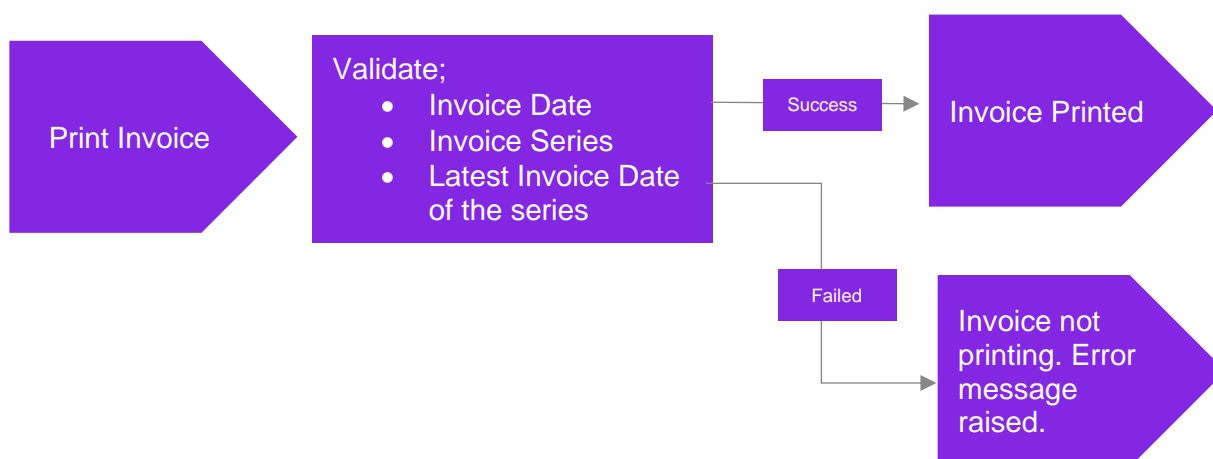 Print Invoice
Validate;
● Invoice Date
● Invoice Series
● Latest Invoice Date
of the series
Success
Invoice Printed
Failed
Invoice not
printing. Error
message
raised.